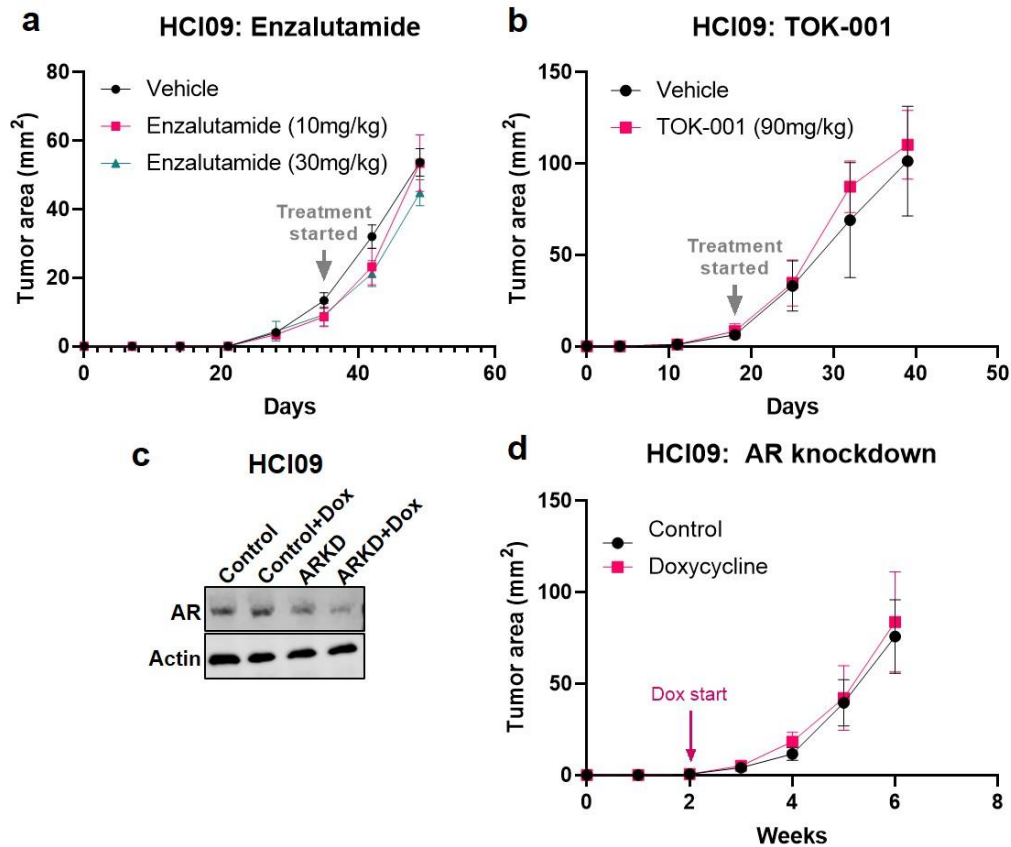 a
HCI09: Enzalutamide
Tumor area (mm²)
80
60
40
20
0
Vehicle
Enzalutamide (10mg/kg)
Enzalutamide (30mg/kg)
Treatment
started
0 20 40 60
Days
b
HCI09: TOK-001
Tumor area (mm²)
150
100
50
0
Vehicle
TOK-001 (90mg/kg)
Treatment
started
0 10 20 30 40 50
Days
c
HCI09
Control
Control+Dox
ARKD
ARKD+Dox
AR
Actin
d
HCI09: AR knockdown
Tumor area (mm²)
150
100
50
0
Control
Doxycycline
Dox start
0 2 4 6 8
Weeks